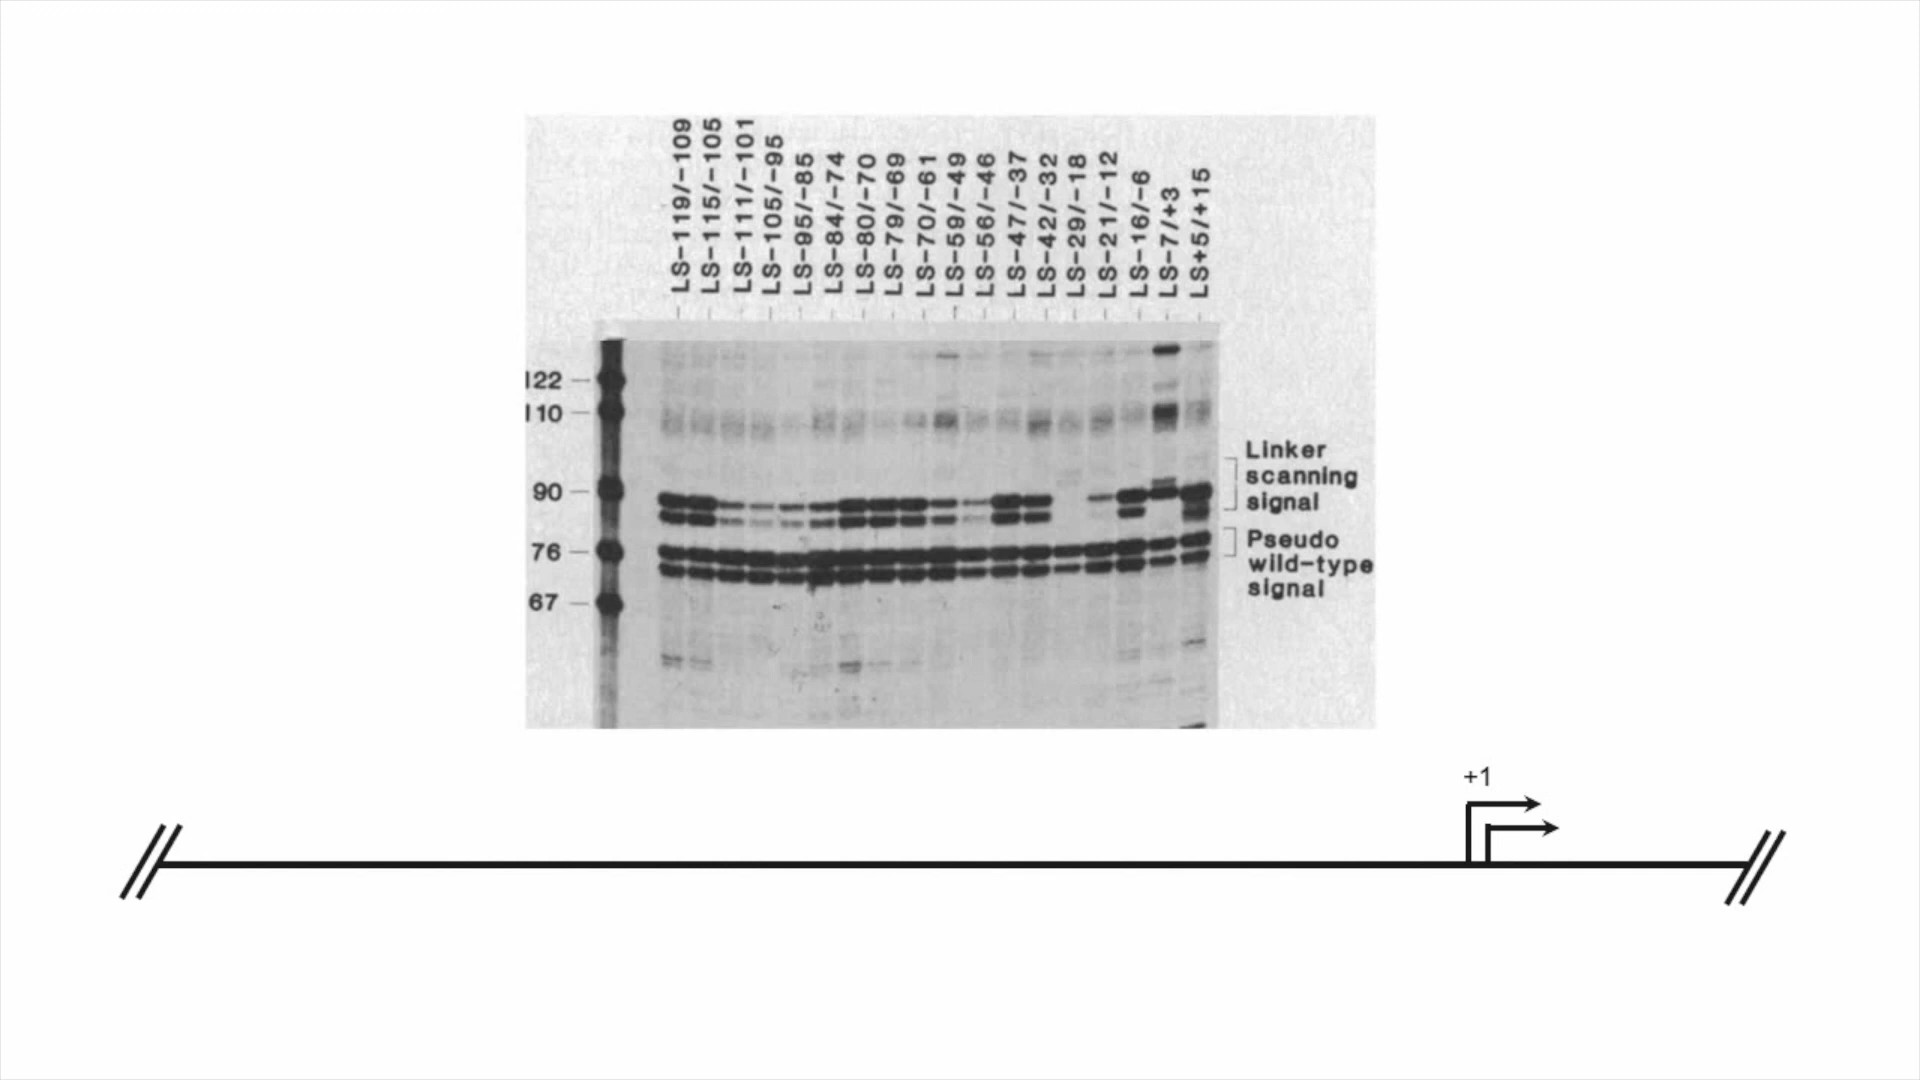 LS-119/-109
LS-115/-105
LS-111/-101
LS-105/-95
LS-95/-85
LS-84/-74
LS-80/-70
LS-79/-69
LS-70/-61
LS-59/-49
LS-56/-46
LS-47/-37
LS-42/-32
LS-29/-18
LS-21/-12
LS-16/-6
LS-7/+3
LS+5/+15
122
110
90
76
67
Linker
scanning
signal
Pseudo
wild-type
signal
+1